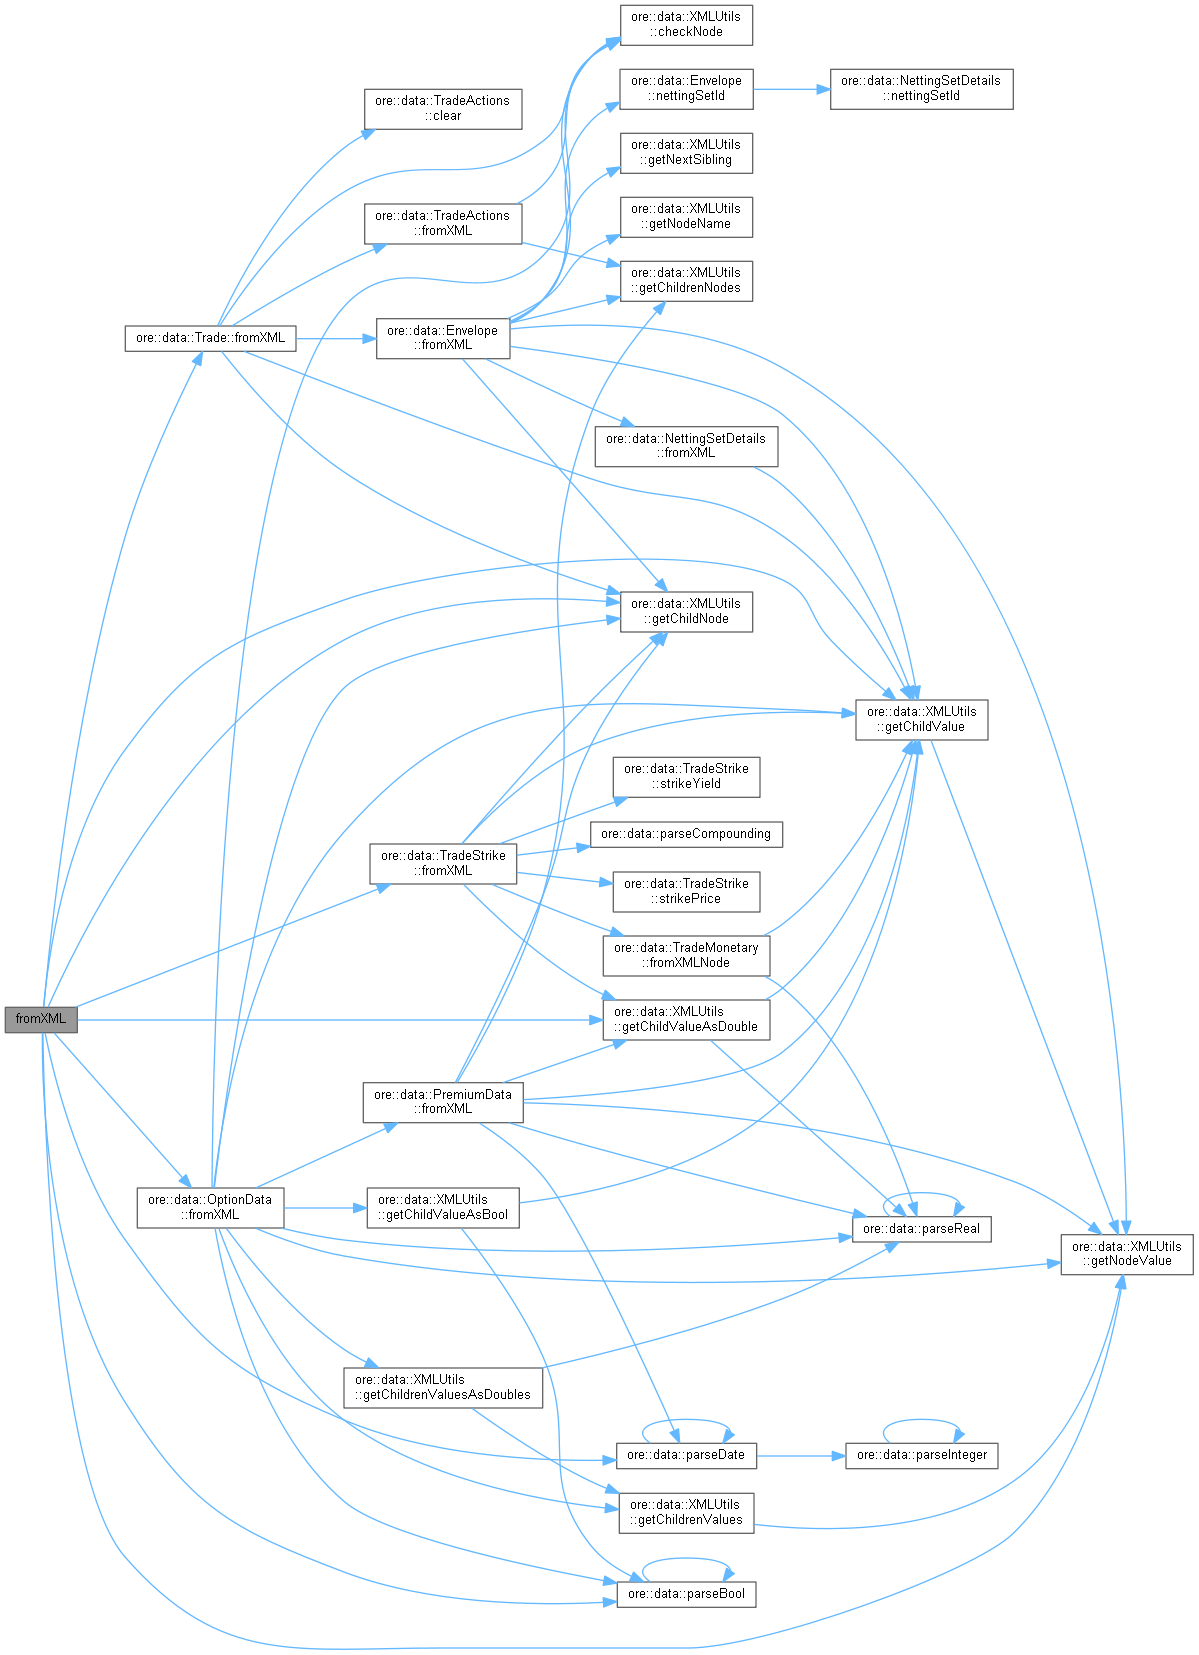 ore::data::XMLUtils
::checkNode
ore::data::Envelope
::nettingSetId
ore::data::NettingSetDetails
::nettingSetId
ore::data::TradeActions
::clear
ore::data::XMLUtils
::getNextSibling
ore::data::XMLUtils
::getNodeName
ore::data::TradeActions
::fromXML
ore::data::XMLUtils
::getChildrenNodes
ore::data::Trade::fromXML
ore::data::Envelope
::fromXML
ore::data::NettingSetDetails
::fromXML
ore::data::XMLUtils
::getChildNode
ore::data::XMLUtils
::getChildValue
ore::data::TradeStrike
::strikeYield
ore::data::parseCompounding
ore::data::TradeStrike
::fromXML
ore::data::TradeStrike
::strikePrice
ore::data::TradeMonetary
::fromXMLNode
fromXML
ore::data::XMLUtils
::getChildValueAsDouble
ore::data::PremiumData
::fromXML
ore::data::OptionData
::fromXML
ore::data::XMLUtils
::getChildValueAsBool
ore::data::parseReal
ore::data::XMLUtils
::getNodeValue
ore::data::XMLUtils
::getChildrenValuesAsDoubles
ore::data::parseDate
ore::data::parseInteger
ore::data::XMLUtils
::getChildrenValues
ore::data::parseBool